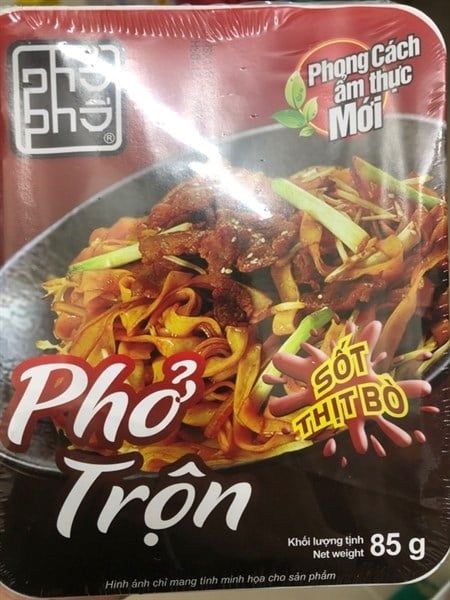 phở
phố
®
Phong Cách
ẩm thực
Mới
Phở
Trộn
SỐT
THỊT BÒ
Khối lượng tịnh
Net weight 85 g
Hình ảnh chỉ mang tính minh họa cho sản phẩm